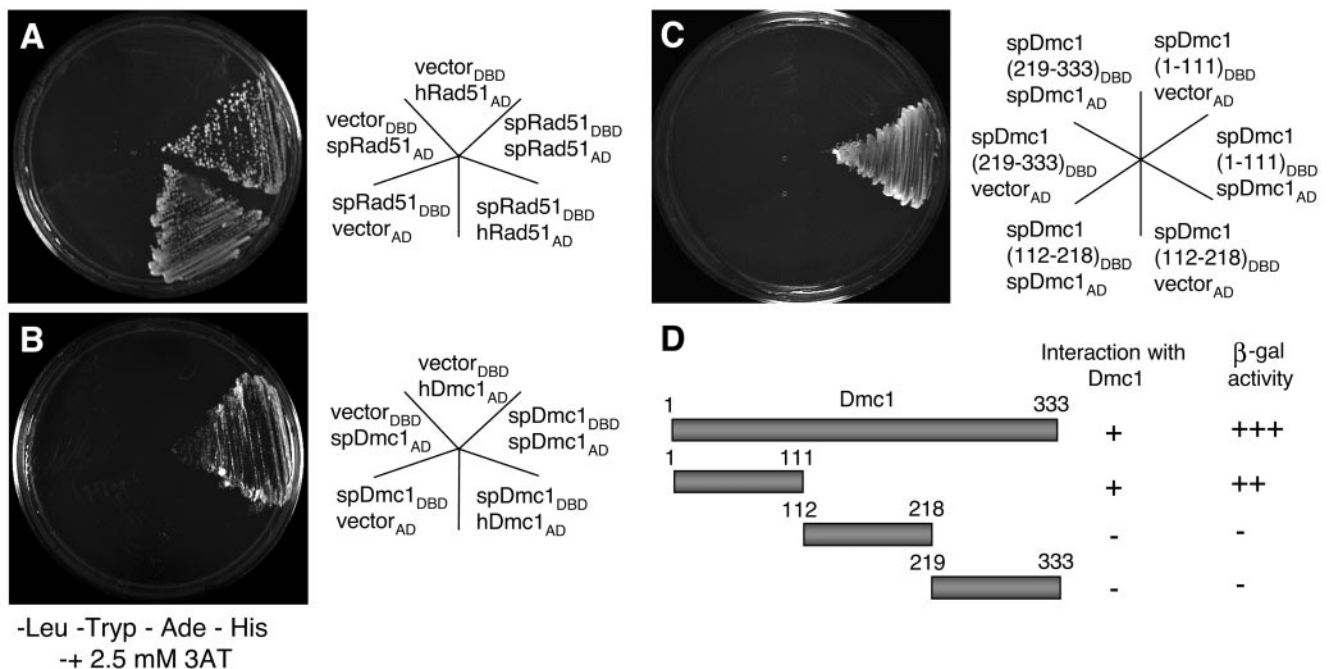 A
vector DBD
hRad51 AD
vector DBD
spRad51 AD
spRad51 DBD
spRad51 AD
spRad51 DBD
vector AD
spRad51 DBD
hRad51 AD
B
vector DBD
hDmc1 AD
vector DBD
spDmc1 AD
spDmc1 DBD
spDmc1 AD
spDmc1 DBD
vector AD
spDmc1 DBD
hDmc1 AD
-Leu -Tryp - Ade - His
-+ 2.5 mM 3AT
C
spDmc1
(219-333)DBD
spDmc1 AD
spDmc1
(1-111)DBD
vector AD
spDmc1
(219-333)DBD
vector AD
spDmc1
(1-111)DBD
spDmc1 AD
spDmc1
(112-218)DBD
spDmc1 AD
spDmc1
(112-218)DBD
vector AD
D
Interaction with
Dmc1
β-gal
activity
1 Dmc1 333
+ +++
1 111
+ ++
112 218
- -
219 333
- -